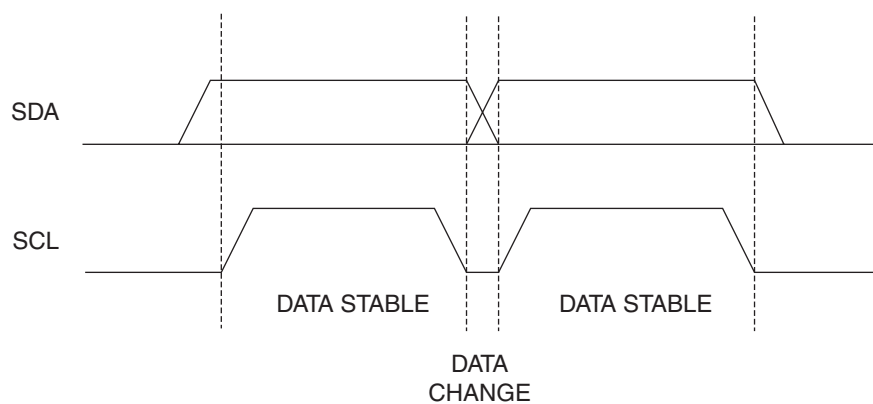 SDA
SCL
DATA STABLE
DATA STABLE
DATA
CHANGE